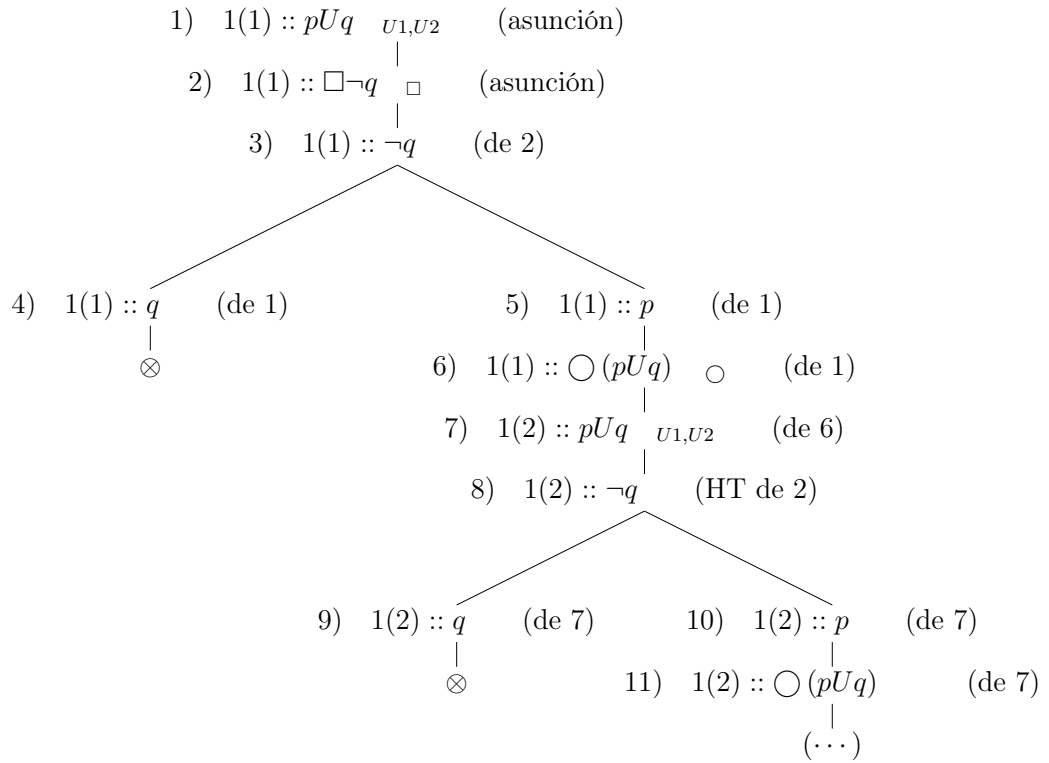 1) 1(1) :: pUq U1,U2 (asunción)
2) 1(1) :: □¬q □ (asunción)
3) 1(1) :: ¬q (de 2)
4) 1(1) :: q (de 1) 5) 1(1) :: p (de 1)
⊗ 6) 1(1) :: ◯ (pUq) ◯ (de 1)
7) 1(2) :: pUq U1,U2 (de 6)
8) 1(2) :: ¬q (HT de 2)
9) 1(2) :: q (de 7) 10) 1(2) :: p (de 7)
⊗ 11) 1(2) :: ◯ (pUq) (de 7)
(···)